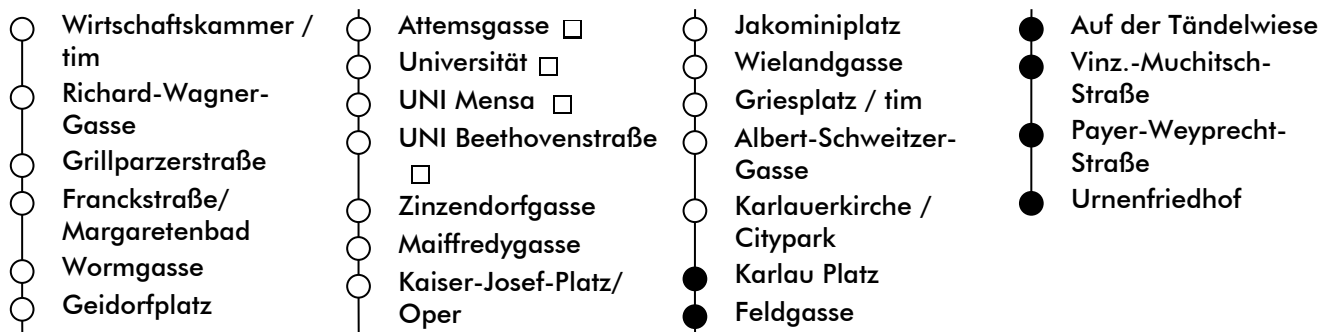 Wirtschaftskammer /
tim
Richard-Wagner-
Gasse
Grillparzerstraße
Franckstraße/
Margaretenbad
Wormgasse
Geidorfplatz
Attemsgasse □
Universität □
UNI Mensa □
UNI Beethovenstraße
□
Zinzendorfgasse
Maiffredygasse
Kaiser-Josef-Platz/
Oper
Jakominiplatz
Wielandgasse
Griesplatz / tim
Albert-Schweitzer-
Gasse
Karlauerkirche /
Citypark
Karlau Platz
Feldgasse
Auf der Tändelwiese
Vinz.-Muchitsch-
Straße
Payer-Weyprecht-
Straße
Urnenfriedhof